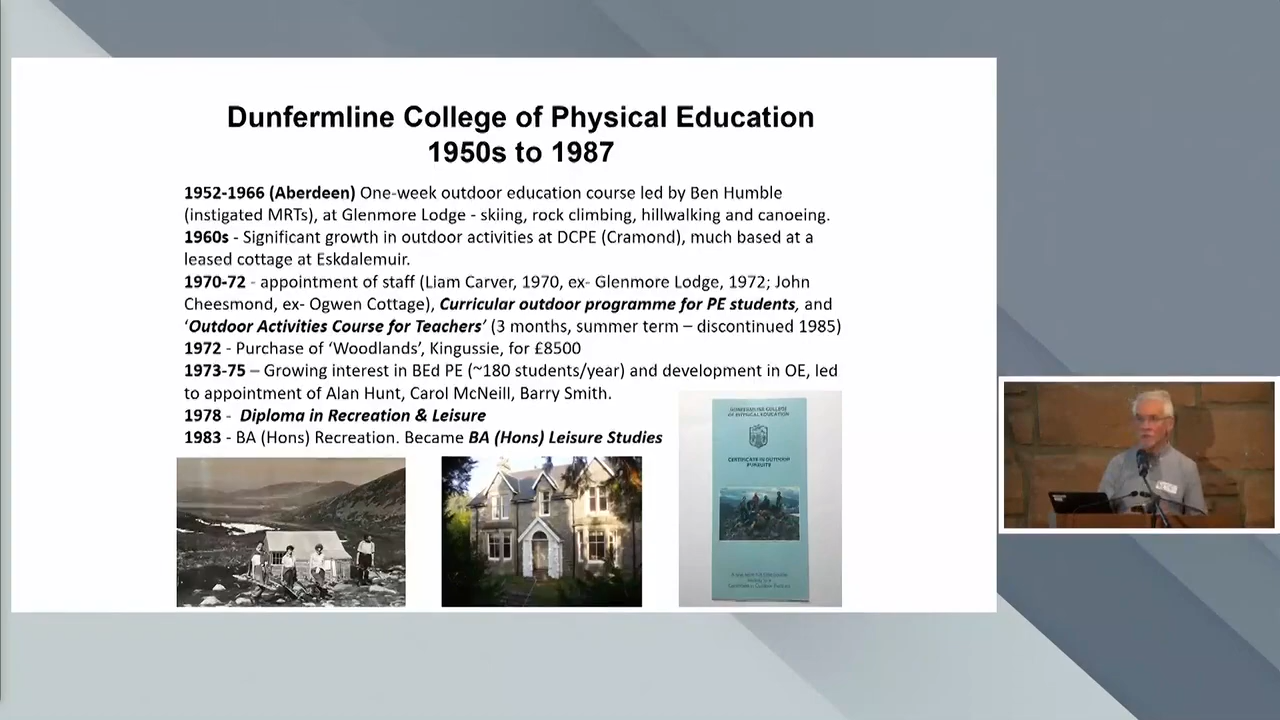 Dunfermline College of Physical Education
1950s to 1987
1952-1966 (Aberdeen) One-week outdoor education course led by Ben Humble
(instigated MRTs), at Glenmore Lodge - skiing, rock climbing, hillwalking and canoeing.
1960s - Significant growth in outdoor activities at DCPE (Cramond), much based at a
leased cottage at Eskdalemuir.
1970-72 - appointment of staff (Liam Carver, 1970, ex- Glenmore Lodge, 1972; John
Cheesmond, ex- Ogwen Cottage), Curricular outdoor programme for PE students, and
‘Outdoor Activities Course for Teachers’ (3 months, summer term – discontinued 1985)
1972 - Purchase of ‘Woodlands’, Kingussie, for £8500
1973-75 – Growing interest in BEd PE (~180 students/year) and development in OE, led
to appointment of Alan Hunt, Carol McNeill, Barry Smith.
1978 - Diploma in Recreation & Leisure
1983 - BA (Hons) Recreation. Became BA (Hons) Leisure Studies
DUNFERMLINE COLLEGE
OF PHYSICAL EDUCATION
CERTIFICATE IN OUTDOOR
PURSUITS